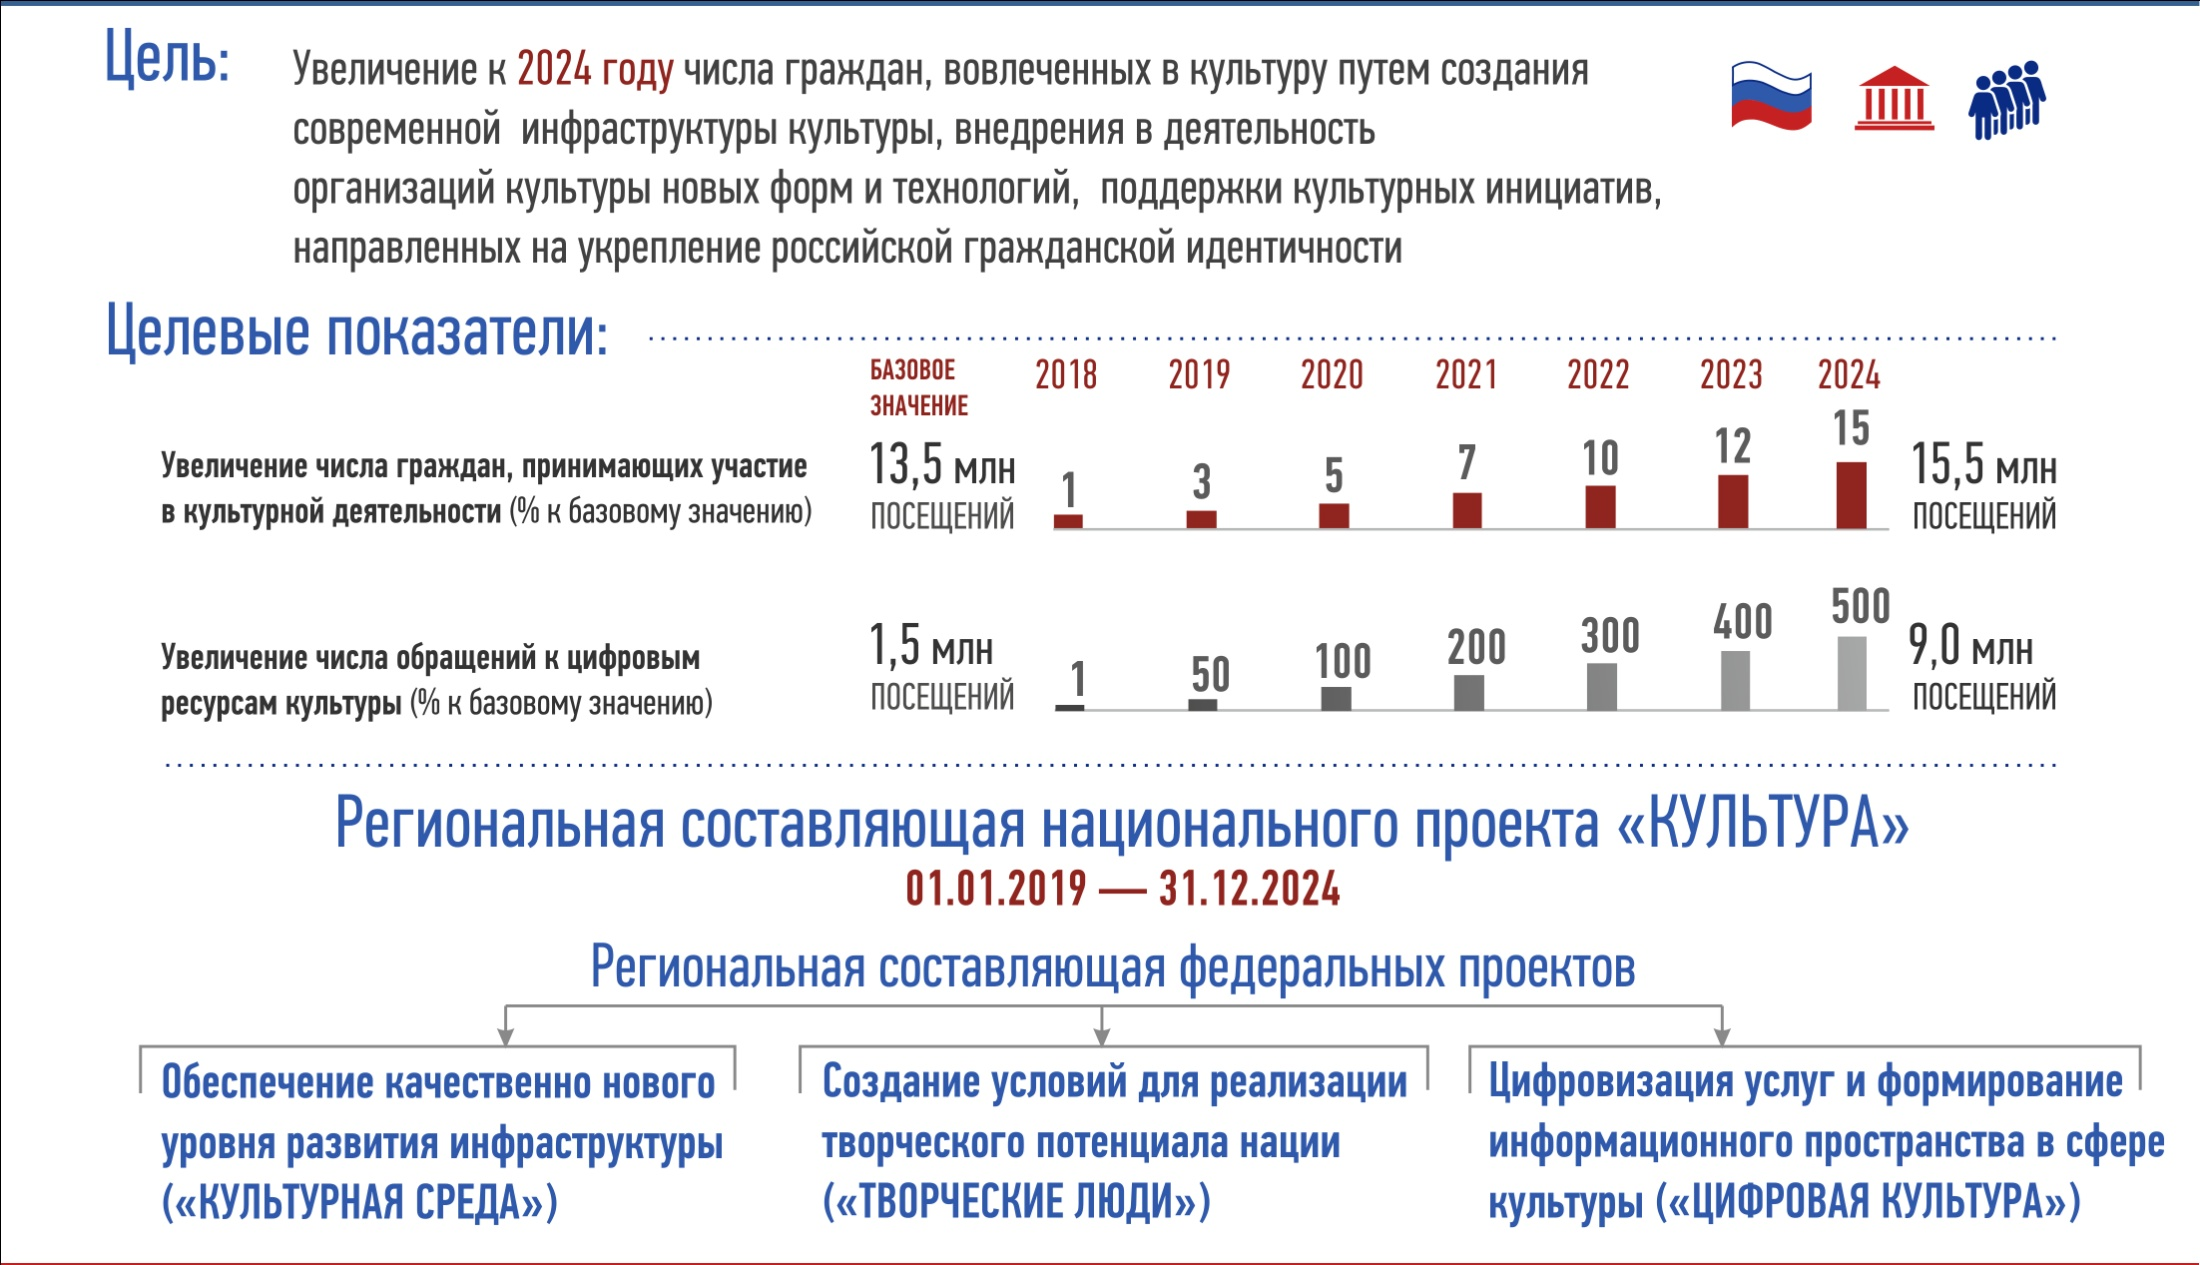 Цель:
Увеличение к 2024 году числа граждан, вовлеченных в культуру путем создания
современной инфраструктуры культуры, внедрения в деятельность
организаций культуры новых форм и технологий, поддержки культурных инициатив,
направленных на укрепление российской гражданской идентичности
Целевые показатели:
БАЗОВОЕ
ЗНАЧЕНИЕ
2018 2019 2020 2021 2022 2023 2024
Увеличение числа граждан, принимающих участие
в культурной деятельности (% к базовому значению)
13,5 млн
ПОСЕЩЕНИЙ
1 3 5 7 10 12 15
15,5 млн
ПОСЕЩЕНИЙ
Увеличение числа обращений к цифровым
ресурсам культуры (% к базовому значению)
1,5 млн
ПОСЕЩЕНИЙ
1 50 100 200 300 400 500
9,0 млн
ПОСЕЩЕНИЙ
Региональная составляющая национального проекта «КУЛЬТУРА»
01.01.2019 — 31.12.2024
Региональная составляющая федеральных проектов
Обеспечение качественно нового
уровня развития инфраструктуры
(«КУЛЬТУРНАЯ СРЕДА»)
Создание условий для реализации
творческого потенциала нации
(«ТВОРЧЕСКИЕ ЛЮДИ»)
Цифровизация услуг и формирование
информационного пространства в сфере
культуры («ЦИФРОВАЯ КУЛЬТУРА»)